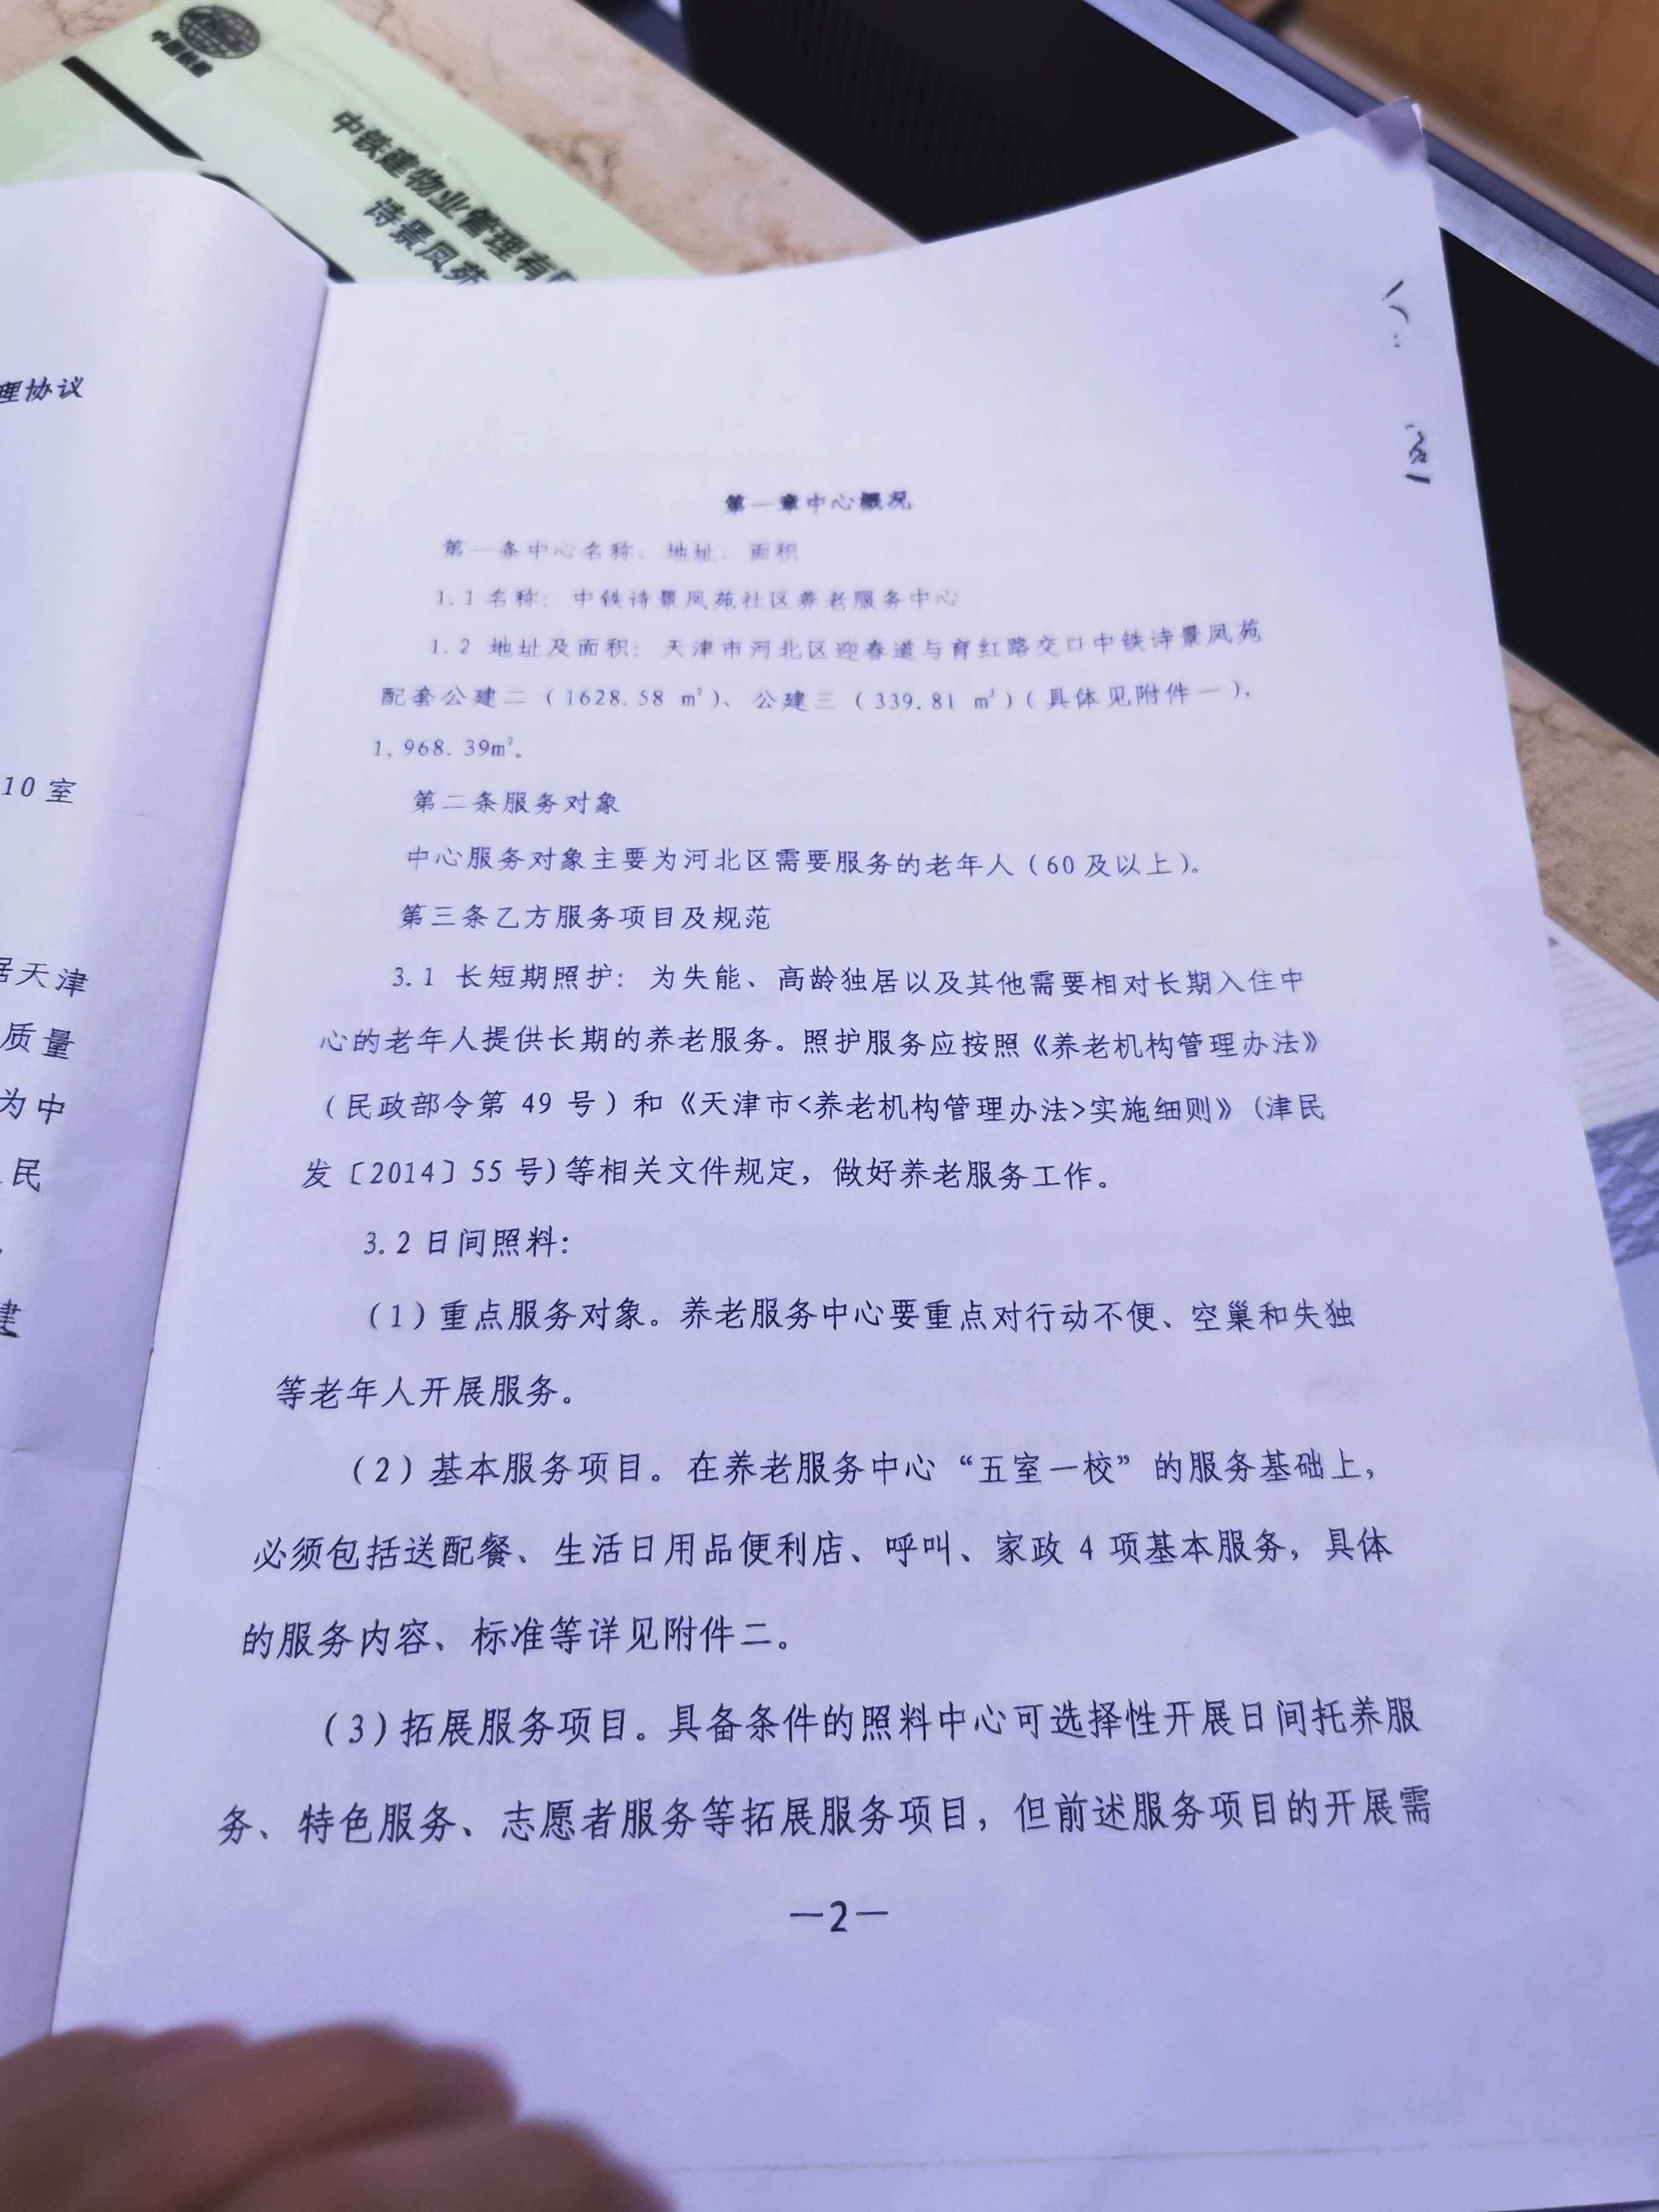 中国铁建
中铁建物业管理有
诗景凤苑
理协议
10 室
居天津
质量
为中
民
建
第一章中心概况
第一条中心名称、地址、面积
1.1 名称：中铁诗景凤苑社区养老服务中心
1.2 地址及面积：天津市河北区迎春道与育红路交口中铁诗景凤苑
配套公建二（1628.58 m²）、公建三（339.81 m²）(具体见附件一)，
1,968.39m²。
第二条服务对象
中心服务对象主要为河北区需要服务的老年人（60 及以上）。
第三条乙方服务项目及规范
3.1 长短期照护：为失能、高龄独居以及其他需要相对长期入住中
心的老年人提供长期的养老服务。照护服务应按照《养老机构管理办法》
（民政部令第 49 号）和《天津市<养老机构管理办法>实施细则》（津民
发〔2014〕55 号)等相关文件规定，做好养老服务工作。
3.2 日间照料：
（1）重点服务对象。养老服务中心要重点对行动不便、空巢和失独
等老年人开展服务。
（2）基本服务项目。在养老服务中心“五室一校”的服务基础上，
必须包括送配餐、生活日用品便利店、呼叫、家政 4 项基本服务，具体
的服务内容、标准等详见附件二。
（3）拓展服务项目。具备条件的照料中心可选择性开展日间托养服
务、特色服务、志愿者服务等拓展服务项目，但前述服务项目的开展需
—2—